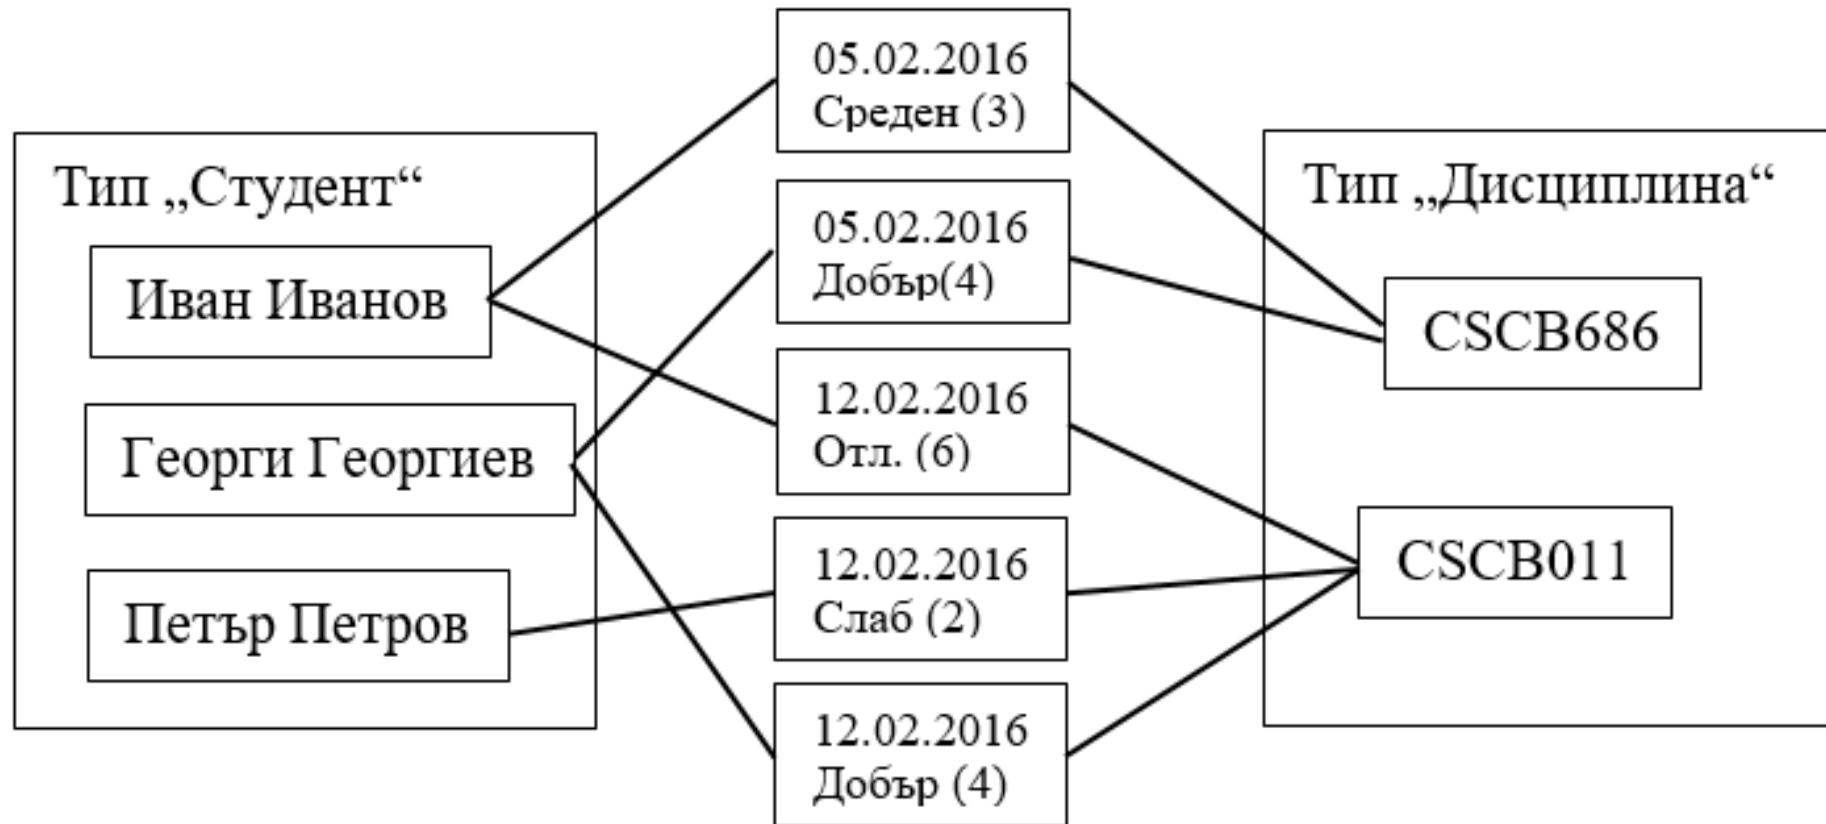 Тип „Студент“
Иван Иванов
Георги Георгиев
Петър Петров
05.02.2016
Среден (3)
05.02.2016
Добър(4)
12.02.2016
Отл. (6)
12.02.2016
Слаб (2)
12.02.2016
Добър (4)
Тип „Дисциплина“
CSCB686
CSCB011